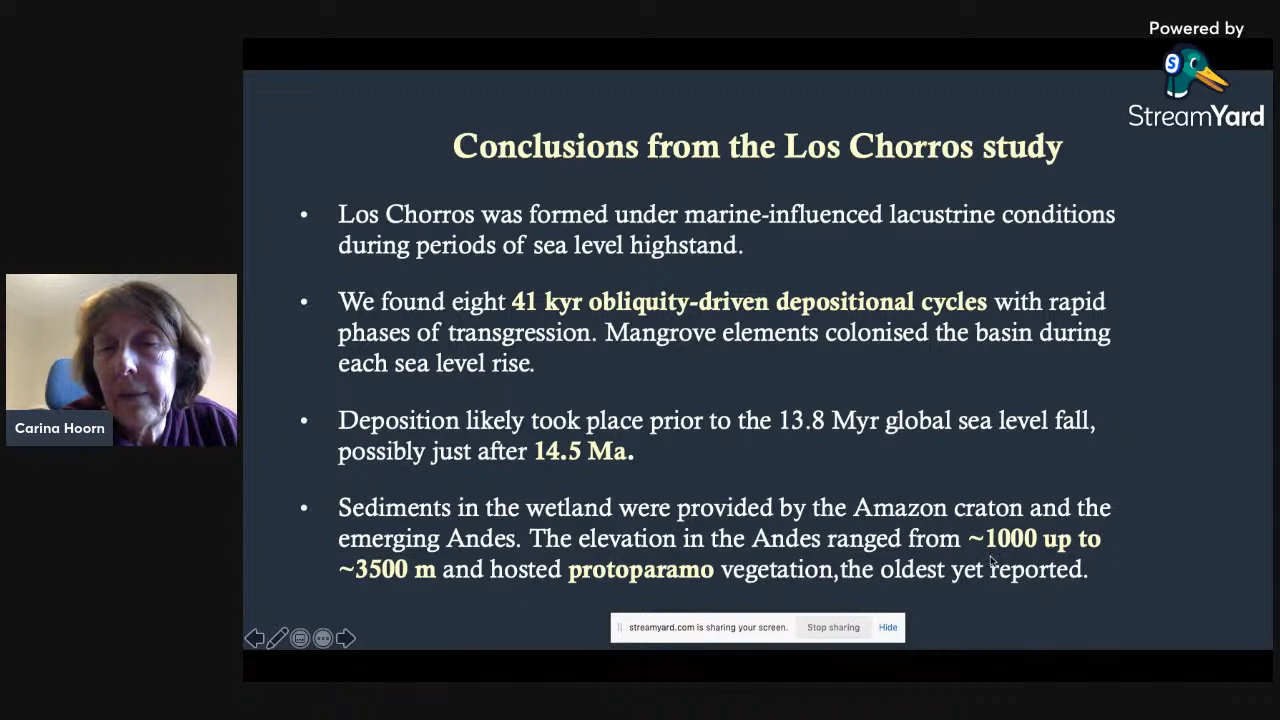 Powered by
S
StreamYard
Conclusions from the Los Chorros study
• Los Chorros was formed under marine-influenced lacustrine conditions
during periods of sea level highstand.
• We found eight 41 kyr obliquity-driven depositional cycles with rapid
phases of transgression. Mangrove elements colonised the basin during
each sea level rise.
• Deposition likely took place prior to the 13.8 Myr global sea level fall,
possibly just after 14.5 Ma.
• Sediments in the wetland were provided by the Amazon craton and the
emerging Andes. The elevation in the Andes ranged from ~1000 up to
~3500 m and hosted protoparamo vegetation,the oldest yet reported.
Carina Hoorn
streamyard.com is sharing your screen. Stop sharing Hide